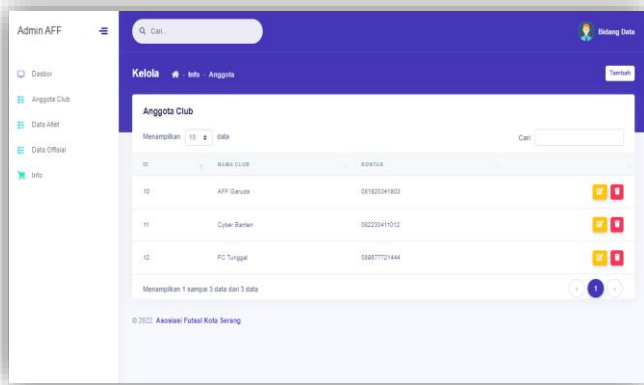 Admin AFF
Cari...
Bidang Data
Dasbor
Anggota Club
Data Atlet
Data Offisial
Info
Kelola - Info - Anggota
Tambah
Anggota Club
Menampilkan 10 data
Cari:
ID NAMA CLUB KONTAK
10 AFF Garuda 081920341903
11 Cyber Banten 082230411012
12 FC Tunggal 089677721444
Menampilkan 1 sampai 3 data dari 3 data
1
© 2022 Asosiasi Futsal Kota Serang